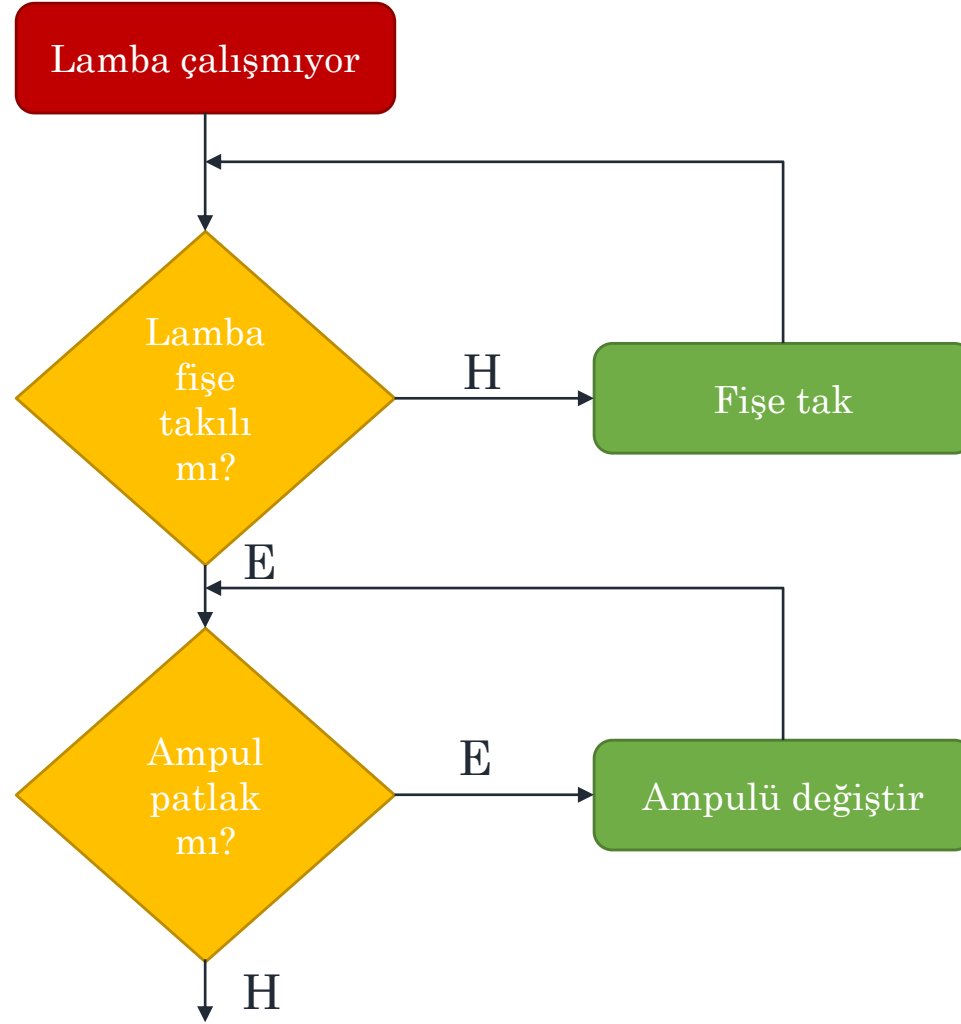 Lamba çalışmıyor
Lamba
fişe
takılı
mı?
H
Fişe tak
E
Ampul
patlak
mı?
E
Ampulü değiştir
H